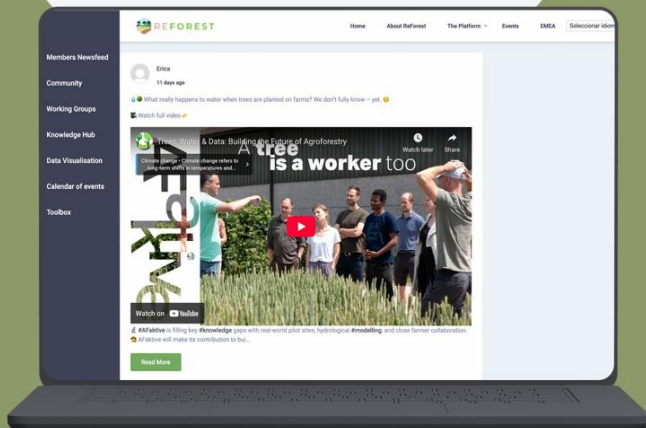 REFOREST
Home
About ReForest
The Platform
Events
EMEA
Seleccionar idiom
Members Newsfeed
Community
Working Groups
Knowledge Hub
Data Visualisation
Calendar of events
Toolbox
Erica
11 days ago
What really happens to water when trees are planted on farms? We don't fully know – yet.
Watch full video
Trees, Water & Data: Building the Future of Agroforestry
Watch later
Share
Climate change • Climate change refers to
long-term shifts in temperatures and...
A tree
is a worker too
AFaktive
Watch on YouTube
#AFaktive is filling key #knowledge gaps with real-world pilot sites, hydrological #modelling, and close farmer collaboration.
AFaktive will make its contribution to bui...
Read More